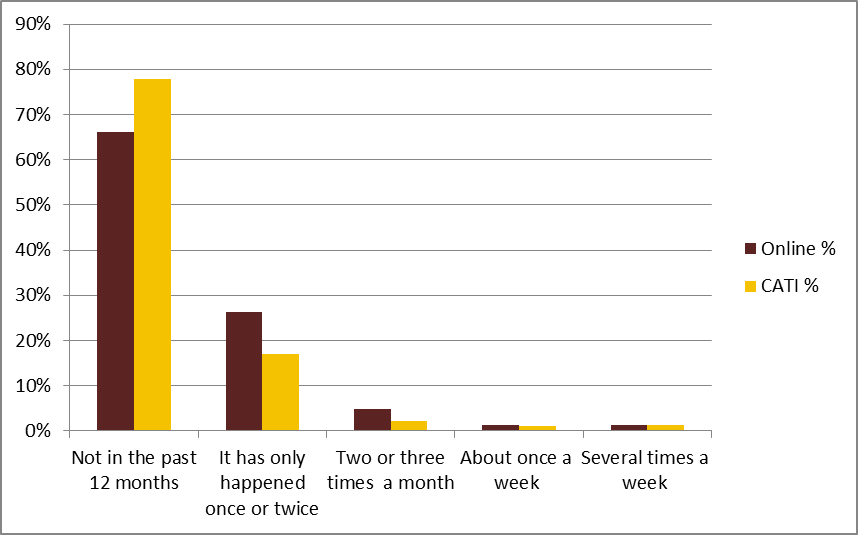 90%
80%
70%
60%
50%
40%
30%
20%
10%
0%
Not in the past
12 months
It has only
happened
once or twice
Two or three
times  a month
About once a
week
Several times a
week
Online %
CATI %